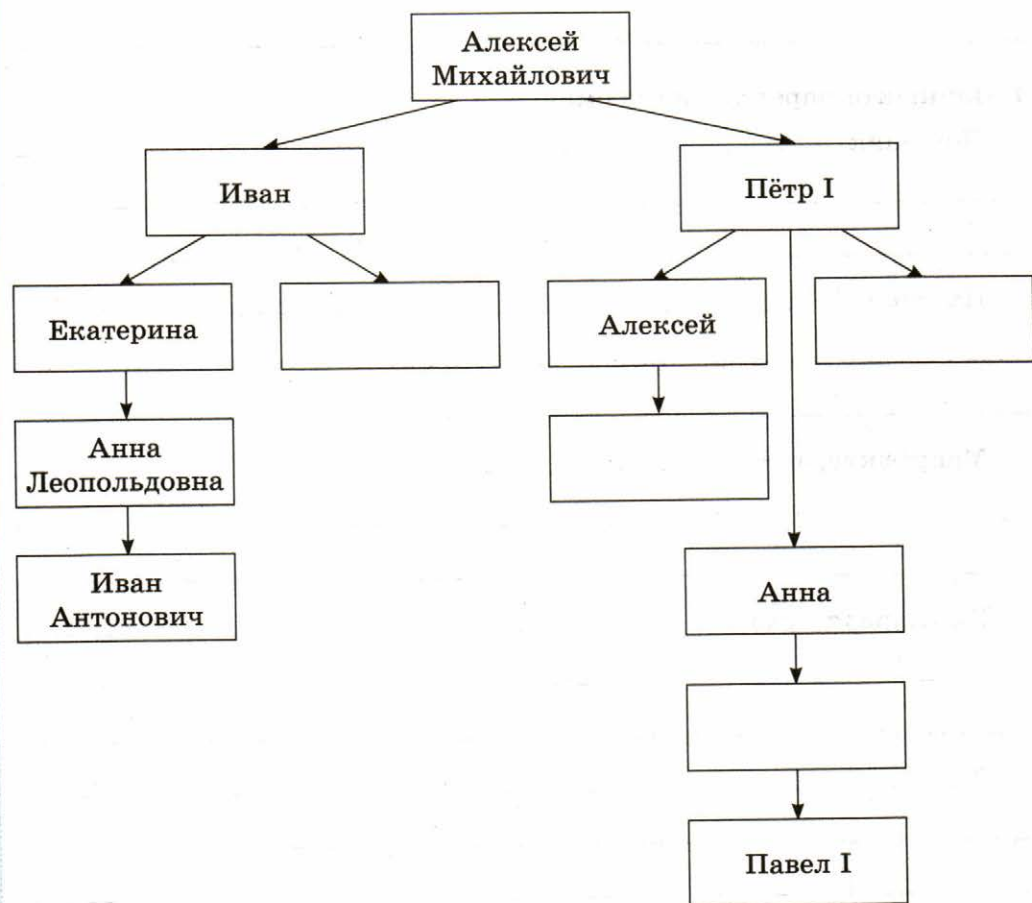 Алексей
Михайлович
Иван
Пётр I
Екатерина
Алексей
Анна
Леопольдовна
Иван
Антонович
Анна
Павел I